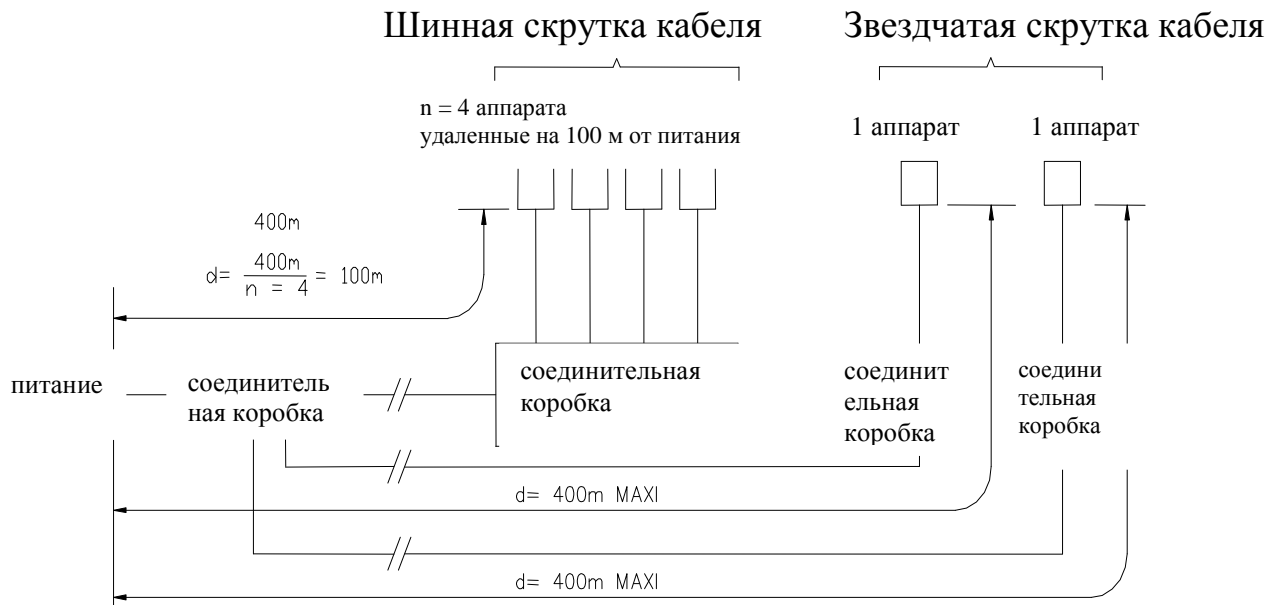 Шинная скрутка кабеля
Звездчатая скрутка кабеля
n = 4 аппарата
удаленные на 100 м от питания
1 аппарат
1 аппарат
400m
d= 400m / n = 4 = 100m
питание
соединитель
ная коробка
соединительная
коробка
соединит
ельная
коробка
соедини
тельная
коробка
d= 400m MAXI
d= 400m MAXI